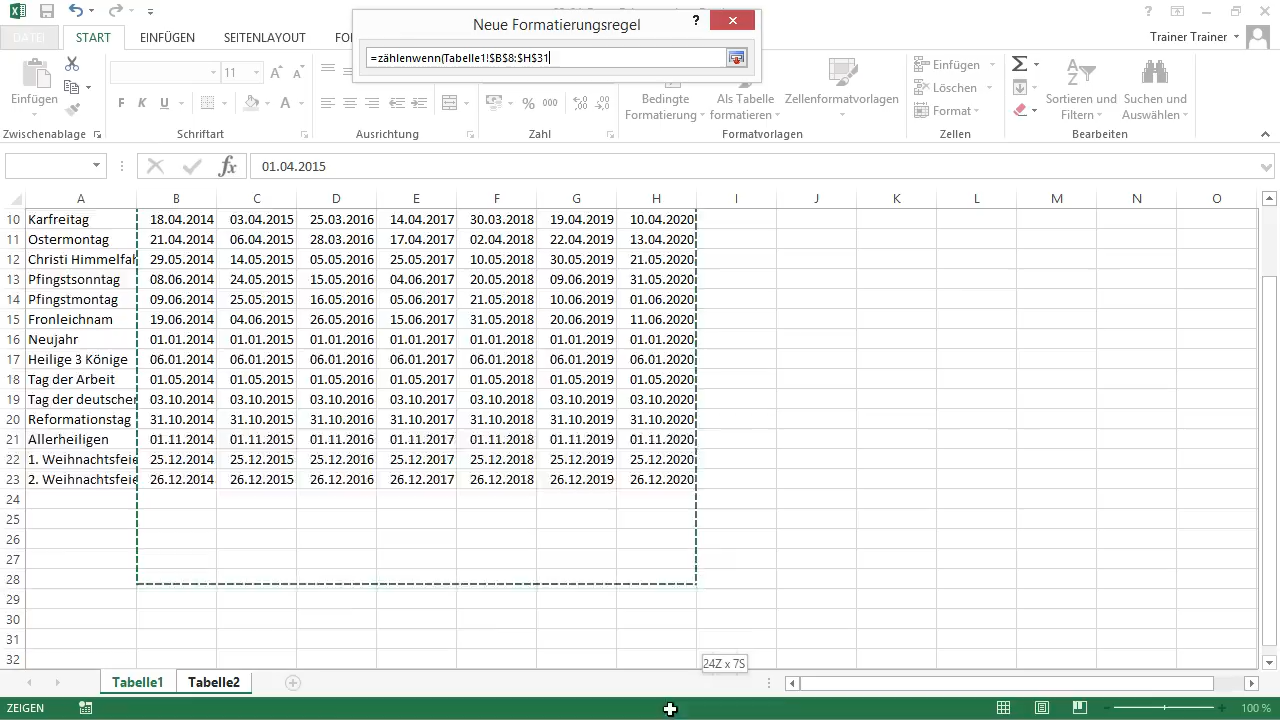 Neue Formatierungsregel
?
DATEI START EINFÜGEN SEITENLAYOUT FO
Trainer Trainer
=zählenwenn(Tabelle1!$B$8:$H$31
Einfügen
11
F K U
% 000
Bedingte
Formatierung
Als Tabelle
formatieren
Zellenformatvorlagen
Einfügen
Löschen
Format
Sortieren und
Filtern
Suchen und
Auswählen
Zwischenablage Schriftart Ausrichtung Zahl Formatvorlagen Zellen Bearbeiten
fx 01.04.2015
A B C D E F G H I J K L M N O
10 Karfreitag 18.04.2014 03.04.2015 25.03.2016 14.04.2017 30.03.2018 19.04.2019 10.04.2020
11 Ostermontag 21.04.2014 06.04.2015 28.03.2016 17.04.2017 02.04.2018 22.04.2019 13.04.2020
12 Christi Himmelfah 29.05.2014 14.05.2015 05.05.2016 25.05.2017 10.05.2018 30.05.2019 21.05.2020
13 Pfingstsonntag 08.06.2014 24.05.2015 15.05.2016 04.06.2017 20.05.2018 09.06.2019 31.05.2020
14 Pfingstmontag 09.06.2014 25.05.2015 16.05.2016 05.06.2017 21.05.2018 10.06.2019 01.06.2020
15 Fronleichnam 19.06.2014 04.06.2015 26.05.2016 15.06.2017 31.05.2018 20.06.2019 11.06.2020
16 Neujahr 01.01.2014 01.01.2015 01.01.2016 01.01.2017 01.01.2018 01.01.2019 01.01.2020
17 Heilige 3 Könige 06.01.2014 06.01.2015 06.01.2016 06.01.2017 06.01.2018 06.01.2019 06.01.2020
18 Tag der Arbeit 01.05.2014 01.05.2015 01.05.2016 01.05.2017 01.05.2018 01.05.2019 01.05.2020
19 Tag der deutscher 03.10.2014 03.10.2015 03.10.2016 03.10.2017 03.10.2018 03.10.2019 03.10.2020
20 Reformationstag 31.10.2014 31.10.2015 31.10.2016 31.10.2017 31.10.2018 31.10.2019 31.10.2020
21 Allerheiligen 01.11.2014 01.11.2015 01.11.2016 01.11.2017 01.11.2018 01.11.2019 01.11.2020
22 1. Weihnachtsfeie 25.12.2014 25.12.2015 25.12.2016 25.12.2017 25.12.2018 25.12.2019 25.12.2020
23 2. Weihnachtsfeie 26.12.2014 26.12.2015 26.12.2016 26.12.2017 26.12.2018 26.12.2019 26.12.2020
24
25
26
27
28
29
30
31
32
24Z x 7S
Tabelle1 Tabelle2
ZEIGEN 100 %